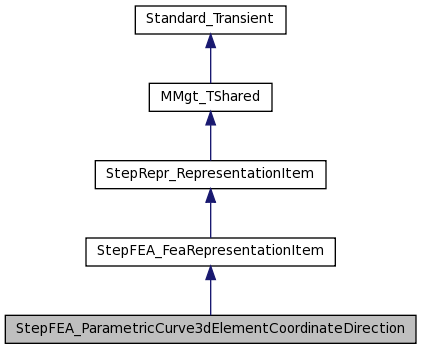 Standard_Transient
MMgt_TShared
StepRepr_RepresentationItem
StepFEA_FeaRepresentationItem
StepFEA_ParametricCurve3dElementCoordinateDirection